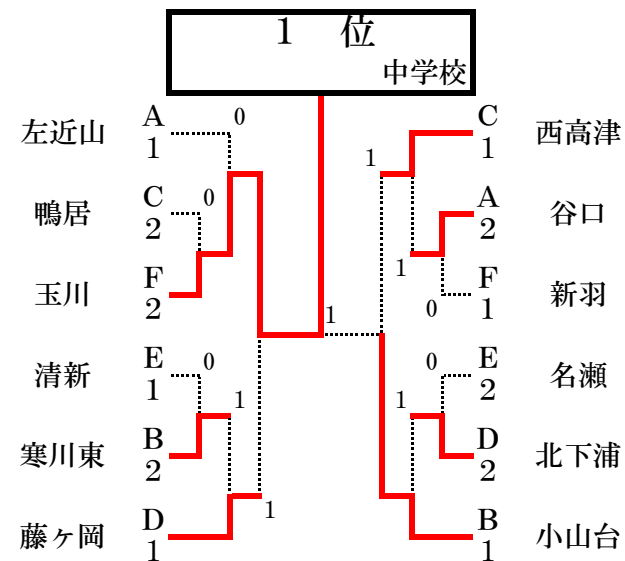 1 位
中学校
左近山 A 1 0
鴨居 C 2 0
玉川 F 2
清新 E 1 0
寒川東 B 2 1
藤ヶ岡 D 1 1
1
1 C 1 西高津
A 2 谷口
1 0 F 1 新羽
0 E 2 名瀬
1 D 2 北下浦
B 1 小山台